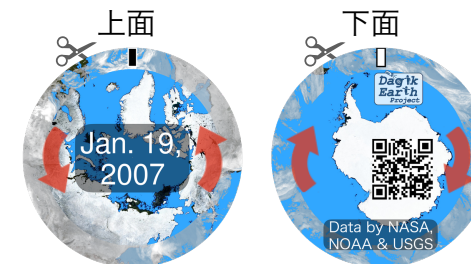 上面
下面
Jan. 19,
2007
Dagik
Earth
Project
Data by NASA,
NOAA & USGS